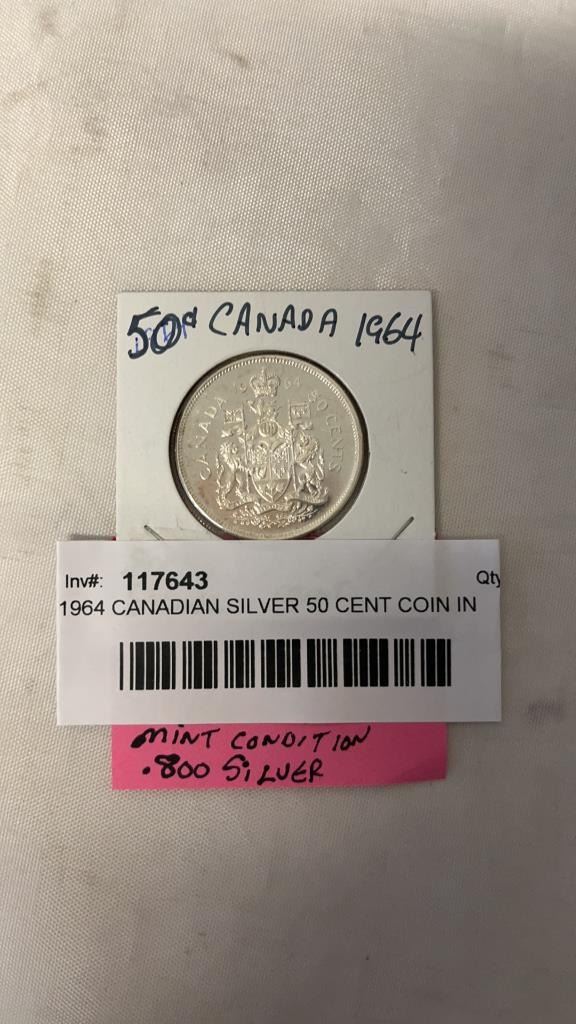 50¢ CANADA 1964
CANADA 1964 50 CENTS
Inv#: 117643 Qty
1964 CANADIAN SILVER 50 CENT COIN IN
MINT CONDITION
.800 SILVER